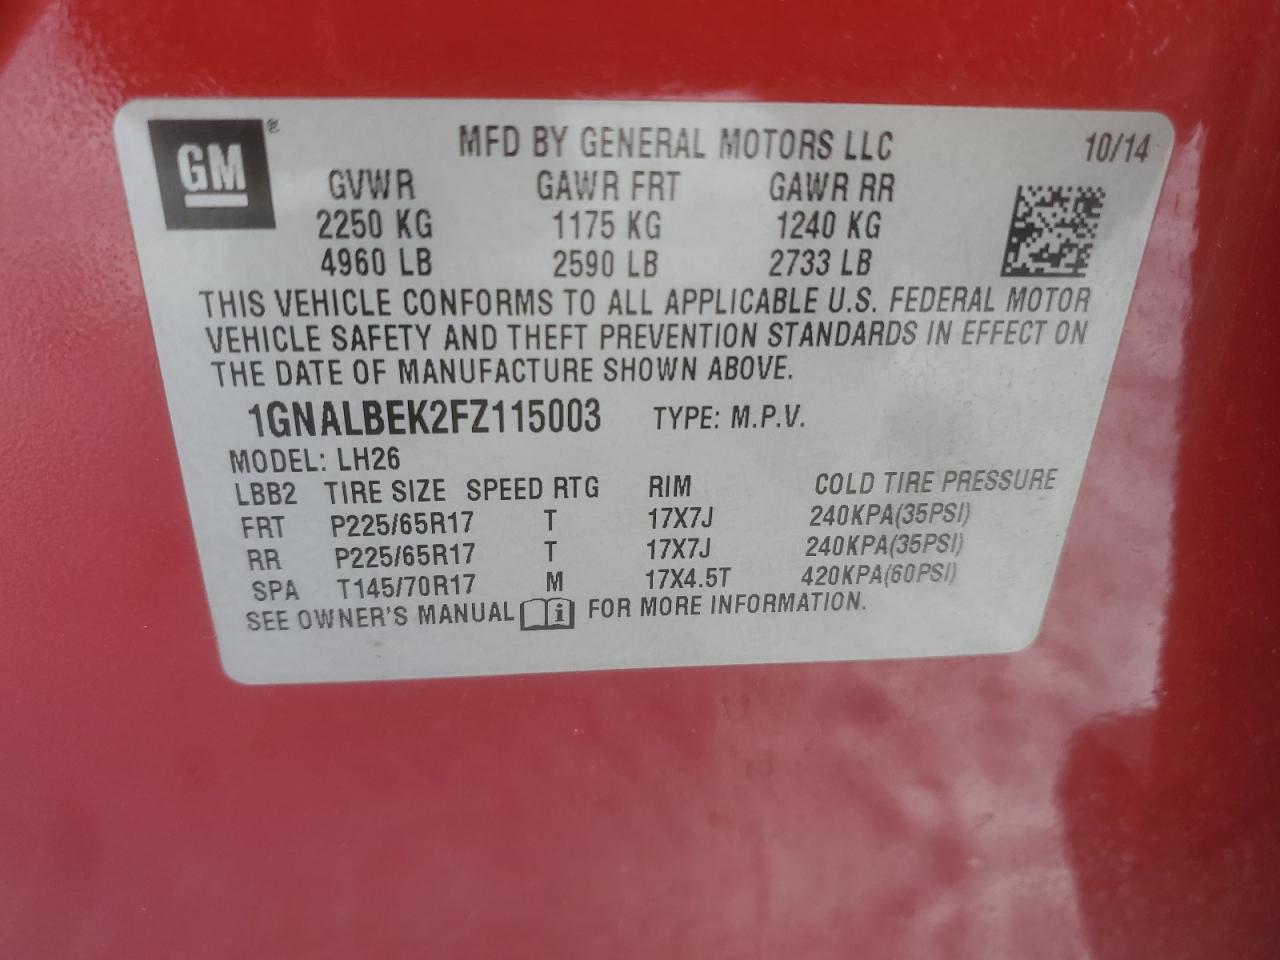 GM®
MFD BY GENERAL MOTORS LLC 10/14
GVWR GAWR FRT GAWR RR
2250 KG 1175 KG 1240 KG
4960 LB 2590 LB 2733 LB
THIS VEHICLE CONFORMS TO ALL APPLICABLE U.S. FEDERAL MOTOR
VEHICLE SAFETY AND THEFT PREVENTION STANDARDS IN EFFECT ON
THE DATE OF MANUFACTURE SHOWN ABOVE.
1GNALBEK2FZ115003 TYPE: M.P.V.
MODEL: LH26
LBB2 TIRE SIZE SPEED RTG RIM COLD TIRE PRESSURE
FRT P225/65R17 T 17X7J 240KPA(35PSI)
RR P225/65R17 T 17X7J 240KPA(35PSI)
SPA T145/70R17 M 17X4.5T 420KPA(60PSI)
SEE OWNER'S MANUAL i FOR MORE INFORMATION.